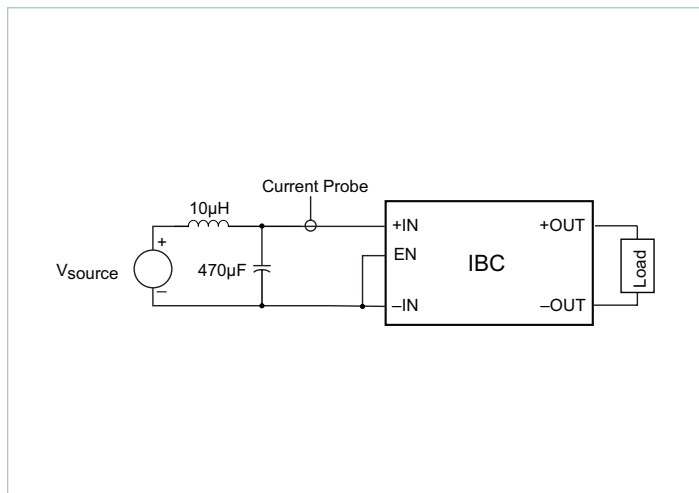 Current Probe
10µH
+IN
+OUT
+
EN
IBC
Vsource
470µF
Load
–
–IN
–OUT